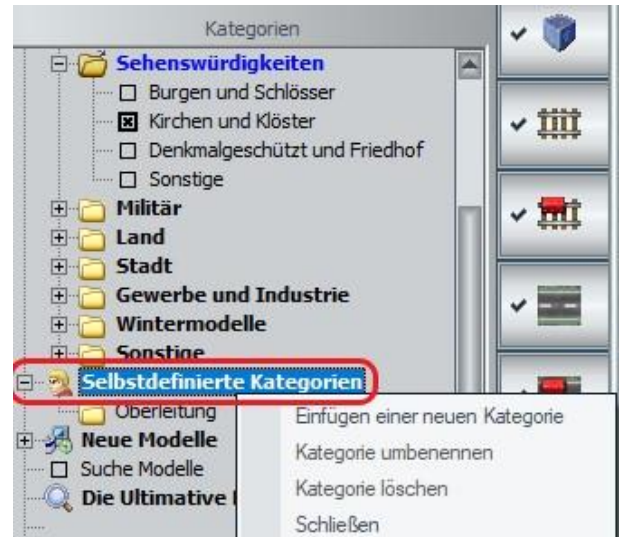 Kategorien
Sehenswürdigkeiten
Burgen und Schlösser
Kirchen und Klöster
Denkmalgeschützt und Friedhof
Sonstige
Militär
Land
Stadt
Gewerbe und Industrie
Wintermodelle
Sonstige
Selbstdefinierte Kategorien
Oberleitung
Einfügen einer neuen Kategorie
Neue Modelle
Kategorie umbenennen
Suche Modelle
Kategorie löschen
Die Ultimative
Schließen